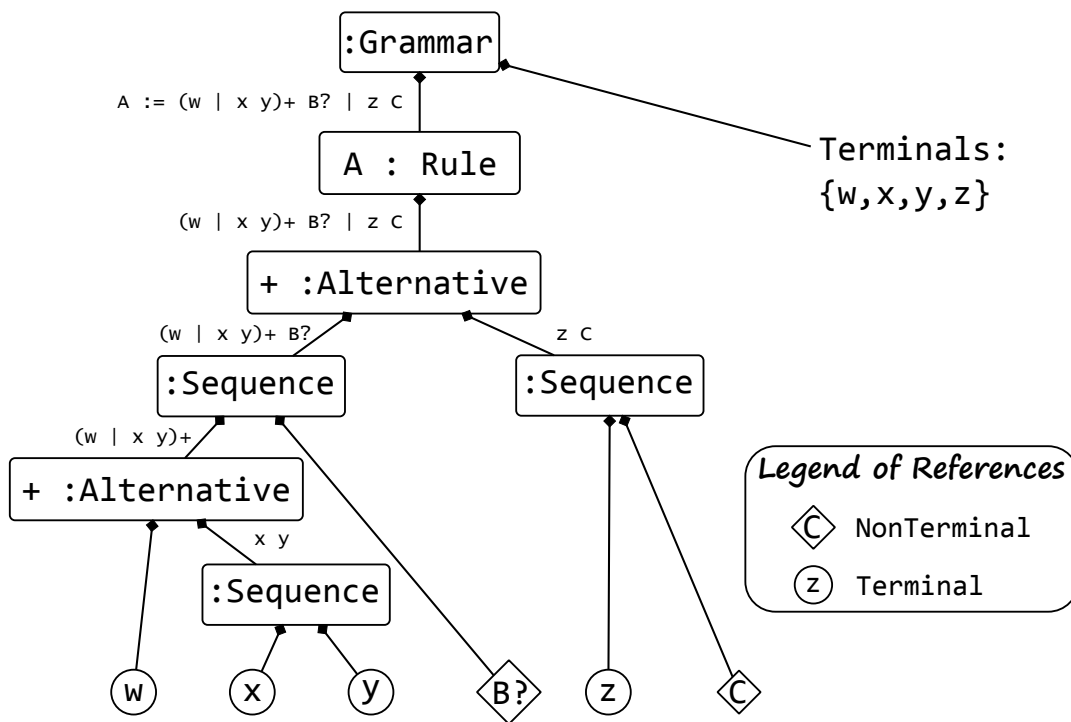 :Grammar
A := (w | x y)+ B? | z C
A : Rule
Terminals:
{w,x,y,z}
(w | x y)+ B? | z C
+ :Alternative
(w | x y)+ B?
z C
:Sequence
:Sequence
(w | x y)+
+ :Alternative
x y
:Sequence
w
x
y
B?
z
C
Legend of References
C NonTerminal
z Terminal